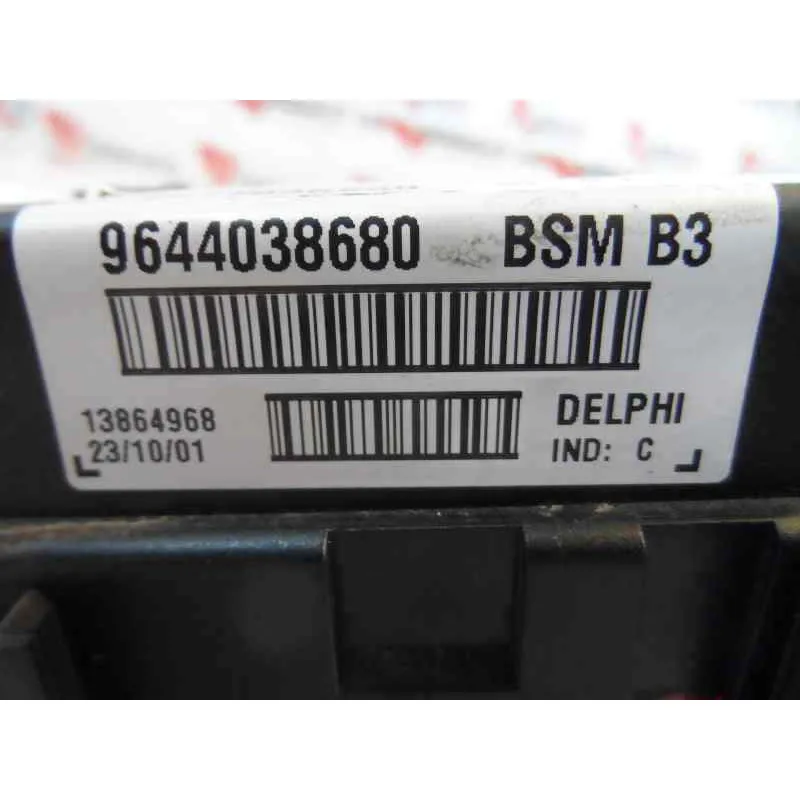 9644038680 BSM B3
13864968 DELPHI
23/10/01 IND: C